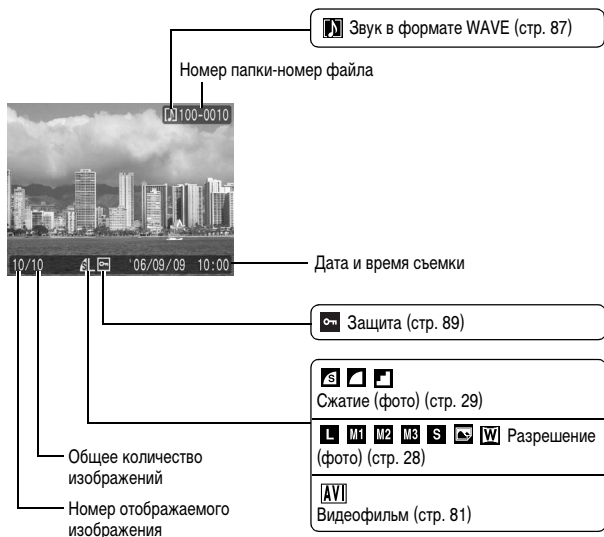 Звук в формате WAVE (стр. 87)
Номер папки-номер файла
100-0010
10/10 L '06/09/09 10:00
Дата и время съемки
Защита (стр. 89)
S
Сжатие (фото) (стр. 29)
L M1 M2 M3 S W Разрешение
(фото) (стр. 28)
AVI
Видеофильм (стр. 81)
Общее количество
изображений
Номер отображаемого
изображения